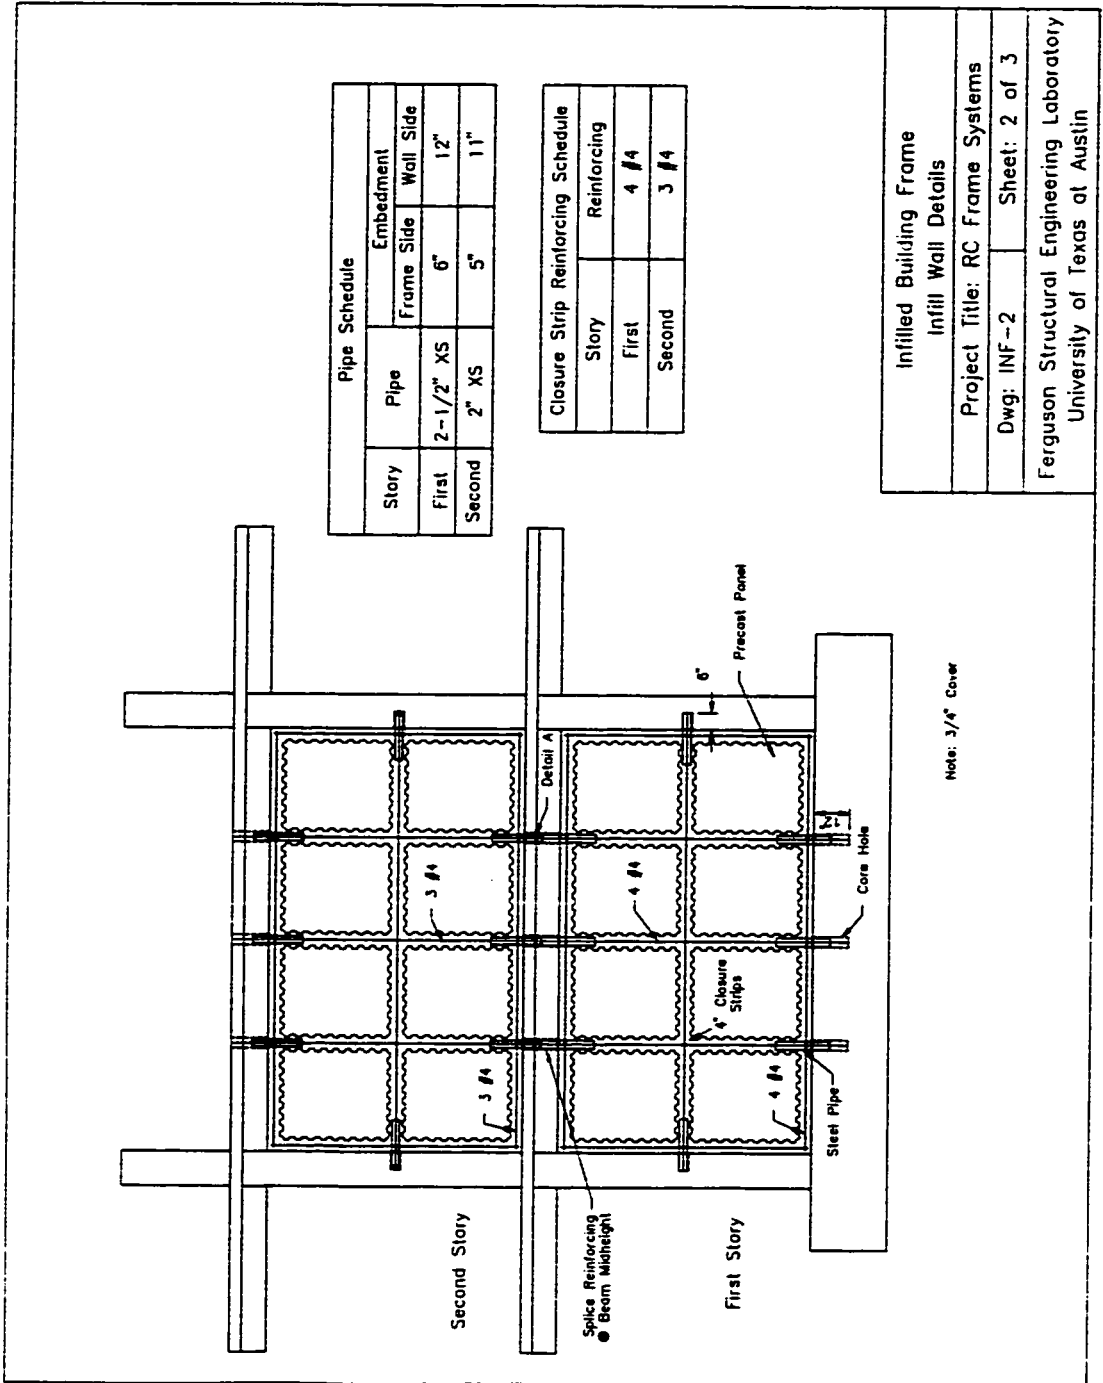 Pipe Schedule
Story Pipe Embedment
Frame Side Wall Side
First 2-1/2" XS 6" 12"
Second 2" XS 5" 11"
Closure Strip Reinforcing Schedule
Story Reinforcing
First 4 #4
Second 3 #4
Second Story
3 #4
3 #4
Detail A
Splice Reinforcing
@ Beam Midheight
First Story
4 #4
4" Closure
Strips
4 #4
6"
Precast Panel
Steel Pipe
Core Hole
Note: 3/4" Cover
Infilled Building Frame
Infill Wall Details
Project Title: RC Frame Systems
Dwg: INF-2 Sheet: 2 of 3
Ferguson Structural Engineering Laboratory
University of Texas at Austin